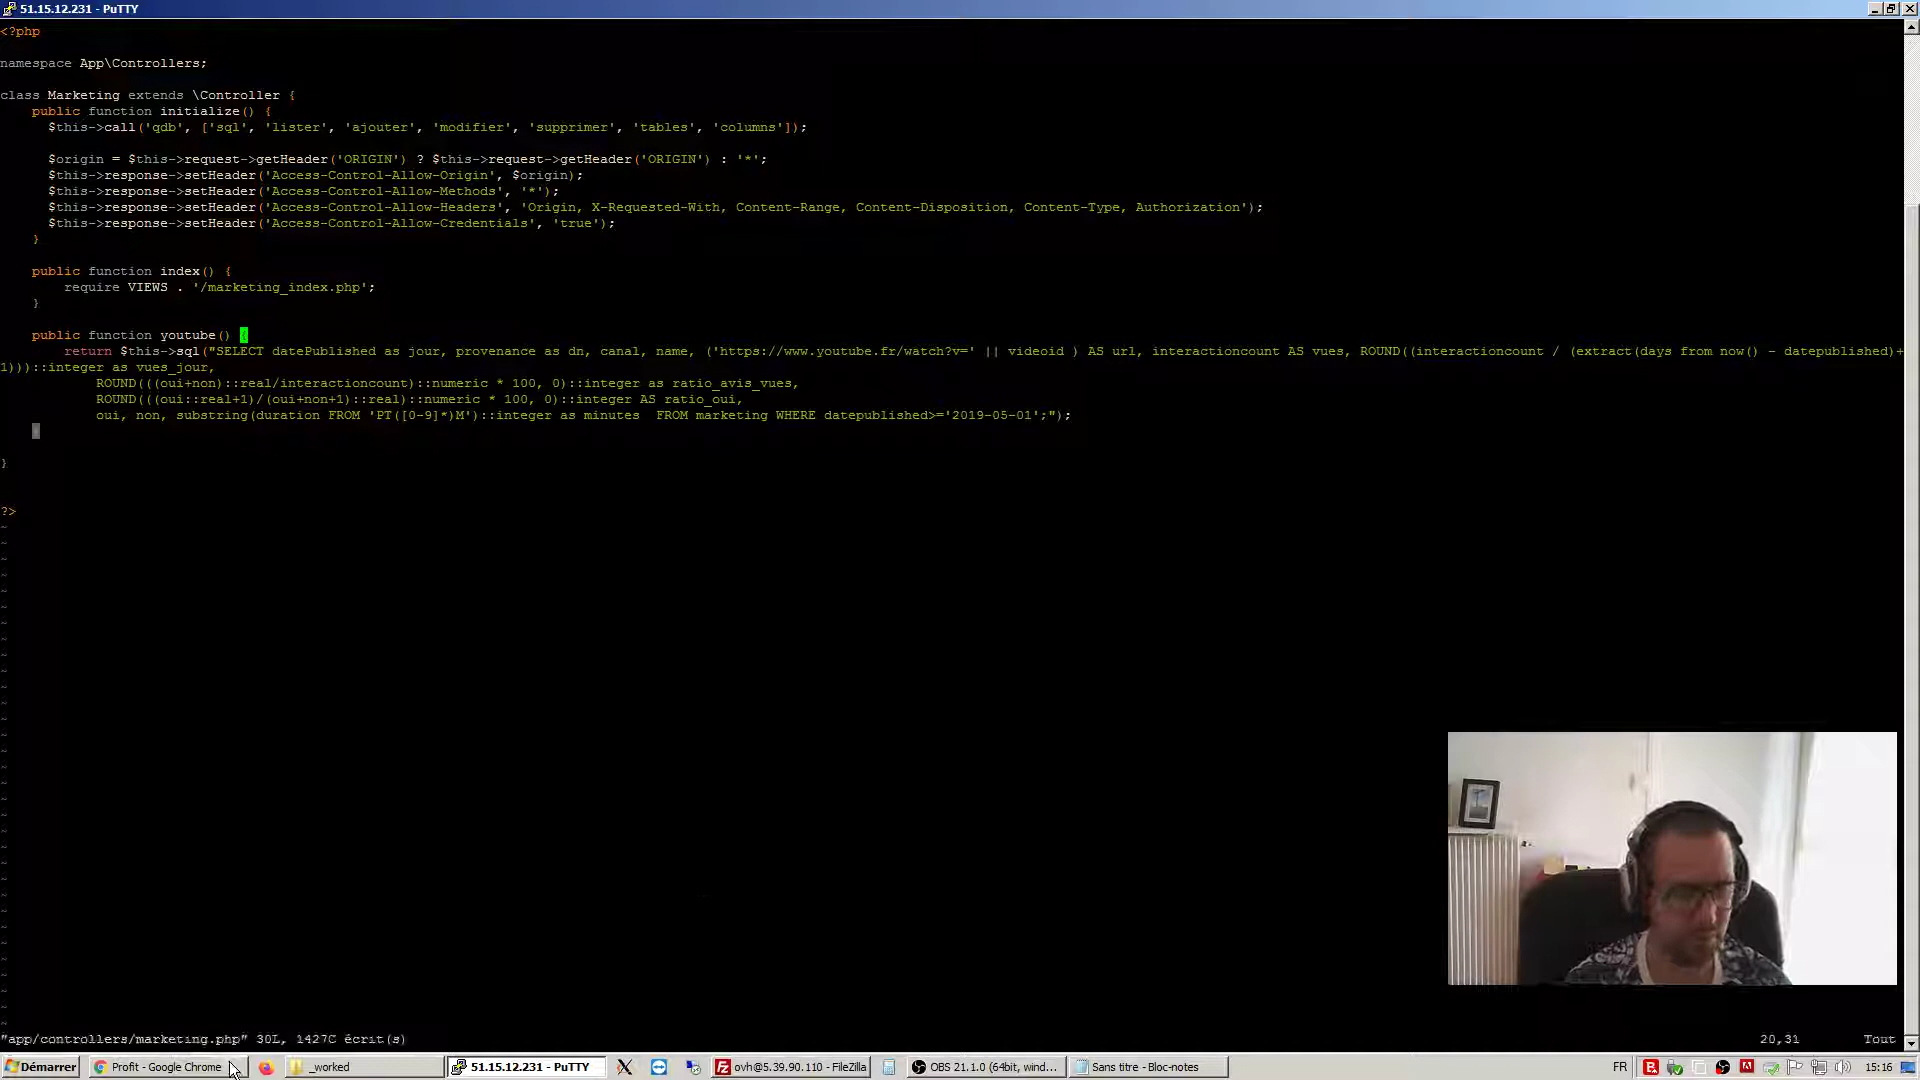 51.15.12.231 - PuTTY
<?php
namespace App\Controllers;
class Marketing extends \Controller {
public function initialize() {
$this->call('qdb', ['sql', 'lister', 'ajouter', 'modifier', 'supprimer', 'tables', 'columns']);
$origin = $this->request->getHeader('ORIGIN') ? $this->request->getHeader('ORIGIN') : '*';
$this->response->setHeader('Access-Control-Allow-Origin', $origin);
$this->response->setHeader('Access-Control-Allow-Methods', '*');
$this->response->setHeader('Access-Control-Allow-Headers', 'Origin, X-Requested-With, Content-Range, Content-Disposition, Content-Type, Authorization');
$this->response->setHeader('Access-Control-Allow-Credentials', 'true');
}
public function index() {
require VIEWS . '/marketing_index.php';
}
public function youtube() {
return $this->sql("SELECT datePublished as jour, provenance as dn, canal, name, ('https://www.youtube.fr/watch?v=' || videoid ) AS url, interactioncount AS vues, ROUND((interactioncount / (extract(days from now() - datepublished)+
1)))::integer as vues_jour,
ROUND(((oui+non)::real/interactioncount)::numeric * 100, 0)::integer as ratio_avis_vues,
ROUND(((oui::real+1)/(oui+non+1)::real)::numeric * 100, 0)::integer AS ratio_oui,
oui, non, substring(duration FROM 'PT([0-9]*)M')::integer as minutes  FROM marketing WHERE datepublished>='2019-05-01';");
}
}
?>
"app/controllers/marketing.php" 30L, 1427C écrit(s)
20,31
Tout
Démarrer
Profit - Google Chrome
_worked
51.15.12.231 - PuTTY
ovh@5.39.90.110 - FileZilla
OBS 21.1.0 (64bit, wind...
Sans titre - Bloc-notes
FR
15:16